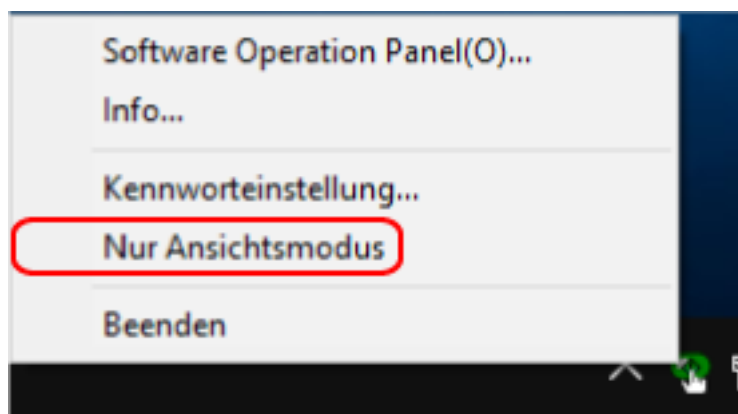 Software Operation Panel(O)...
Info...
Kennworteinstellung...
Nur Ansichtsmodus
Beenden